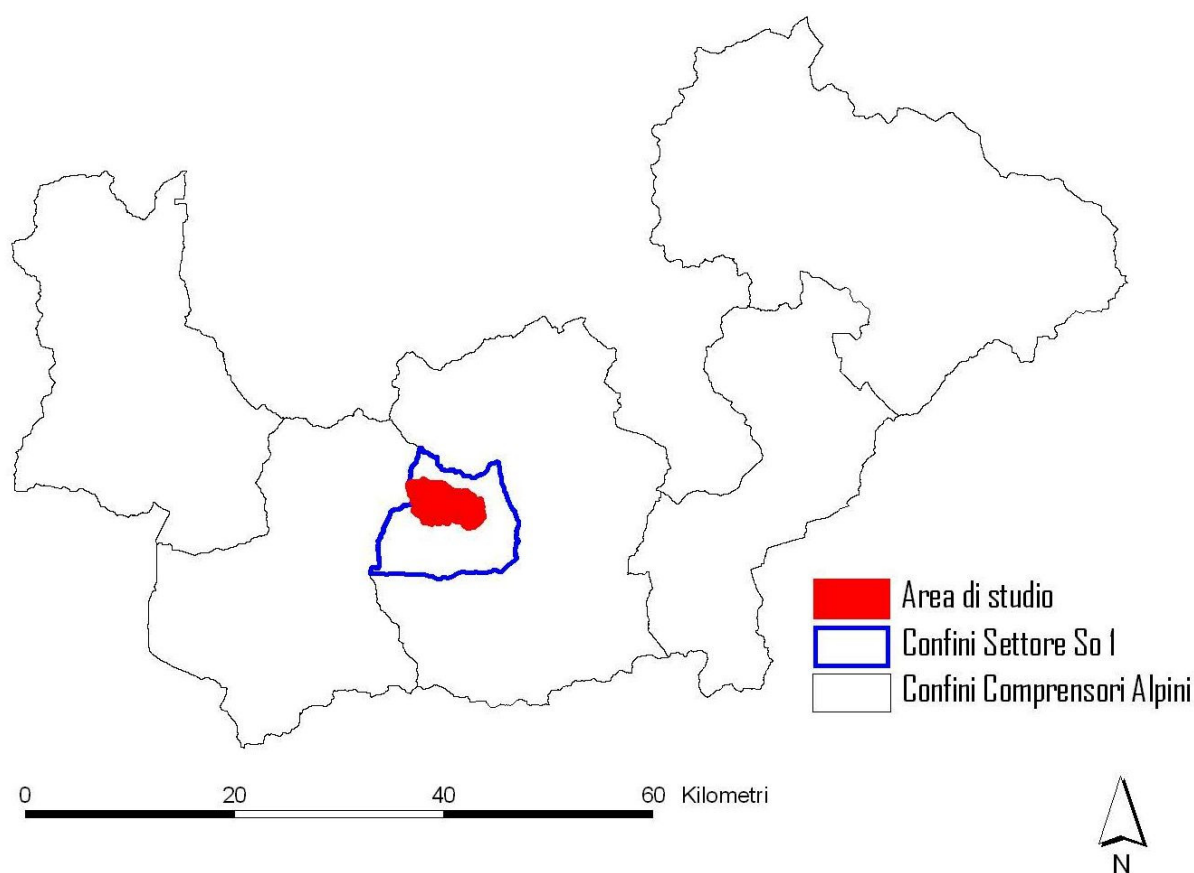 Area di studio
Confini Settore So 1
Confini Comprensori Alpini
0 20 40 60 Kilometri
N